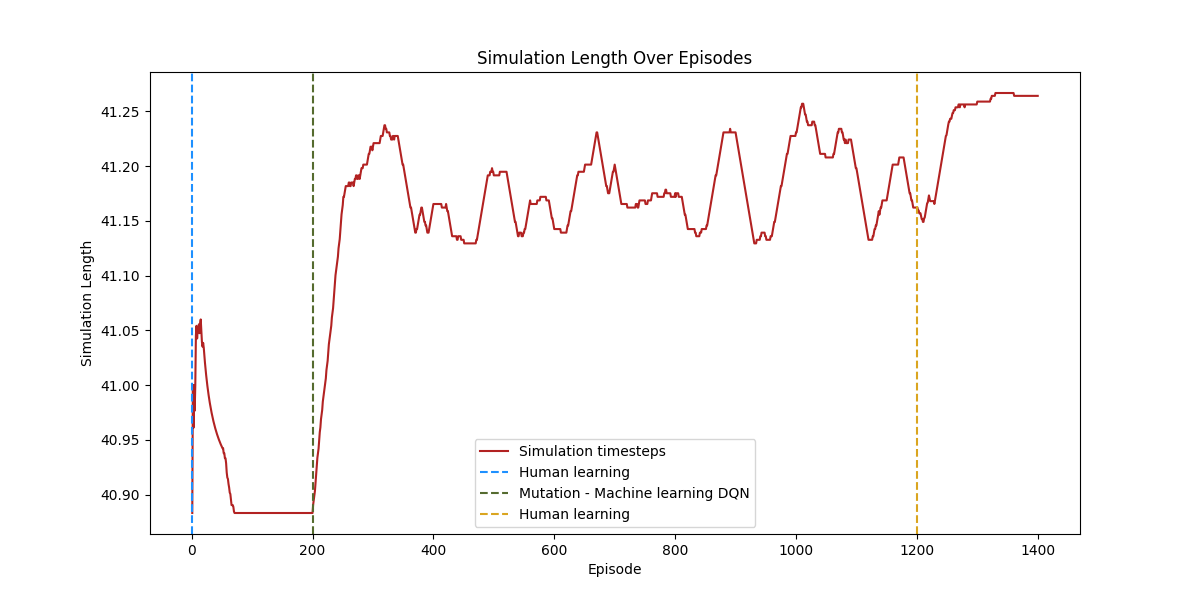 Simulation Length Over Episodes
41.25
41.20
41.15
41.10
41.05
41.00
40.95
40.90
Simulation Length
Simulation timesteps
Human learning
Mutation - Machine learning DQN
Human learning
0 200 400 600 800 1000 1200 1400
Episode